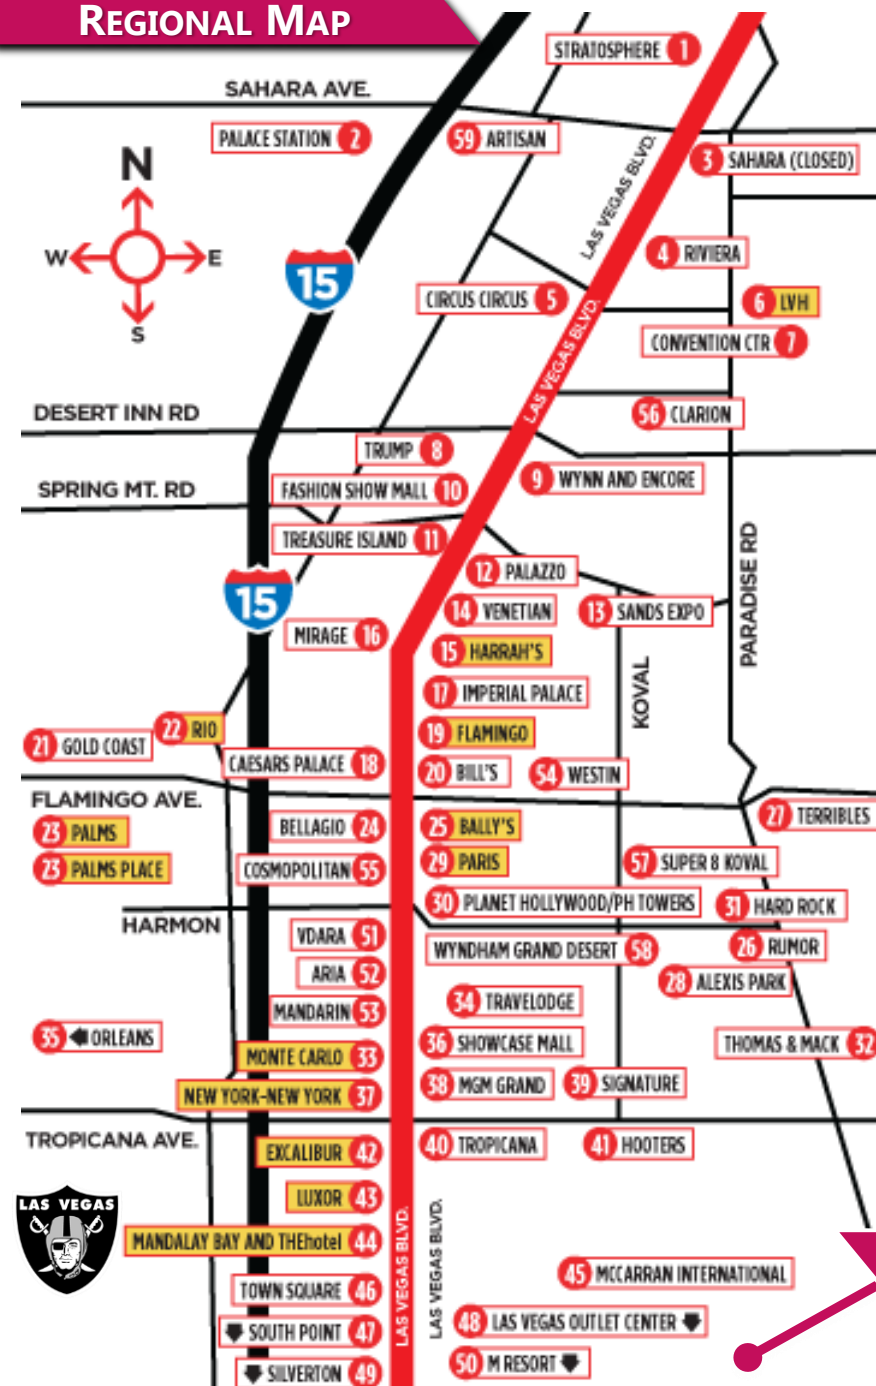 REGIONAL MAP
STRATOSPHERE 1
SAHARA AVE.
PALACE STATION 2
59 ARTISAN
LAS VEGAS BLVD.
3 SAHARA (CLOSED)
N
W E
S
4 RIVIERA
15
CIRCUS CIRCUS 5
6 LVH
LAS VEGAS BLVD.
CONVENTION CTR 7
DESERT INN RD
56 CLARION
TRUMP 8
SPRING MT. RD
FASHION SHOW MALL 10
9 WYNN AND ENCORE
TREASURE ISLAND 11
PARADISE RD
12 PALAZZO
15
14 VENETIAN
13 SANDS EXPO
MIRAGE 16
15 HARRAH'S
KOVAL
17 IMPERIAL PALACE
22 RIO
19 FLAMINGO
21 GOLD COAST
CAESARS PALACE 18
20 BILL'S
54 WESTIN
FLAMINGO AVE.
27 TERRIBLES
23 PALMS
BELLAGIO 24
25 BALLY'S
23 PALMS PLACE
COSMOPOLITAN 55
29 PARIS
57 SUPER 8 KOVAL
30 PLANET HOLLYWOOD/PH TOWERS
31 HARD ROCK
HARMON
VDARA 51
WYNDHAM GRAND DESERT 58
26 RUMOR
ARIA 52
28 ALEXIS PARK
MANDARIN 53
34 TRAVELODGE
35 ORLEANS
MONTE CARLO 33
36 SHOWCASE MALL
THOMAS & MACK 32
NEW YORK-NEW YORK 37
38 MGM GRAND
39 SIGNATURE
TROPICANA AVE.
EXCALIBUR 42
40 TROPICANA
41 HOOTERS
LAS VEGAS
LUXOR 43
MANDALAY BAY AND THEhotel 44
LAS VEGAS BLVD.
LAS VEGAS BLVD.
45 MCCARRAN INTERNATIONAL
TOWN SQUARE 46
SOUTH POINT 47
48 LAS VEGAS OUTLET CENTER
SILVERTON 49
50 M RESORT